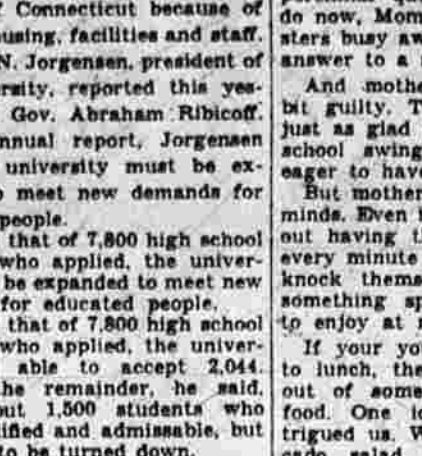 Connecticut because of
using, facilities and staff.
N. Jorgensen, president of
rsity, reported this yes-
Gov. Abraham Ribicoff.
nnual report, Jorgensen
university must be ex-
o meet new demands for
people.
that of 7,800 high school
who applied, the univer-
be expanded to meet new
for educated people.
that of 7,800 high school
who applied, the univer-
able to accept 2,044.
he remainder, he said,
out 1,500 students who
lified and admissable, but
to be turned down.
do now, Mom
sters busy aw
answer to a
And mothe
bit guilty. T
just as glad
school swing
eager to have
But mother
minds. Even
out having t
every minute
knock thems
something sp
to enjoy at
If your yo
to lunch, the
out of some
food. One i
trigued us. W
cado salad